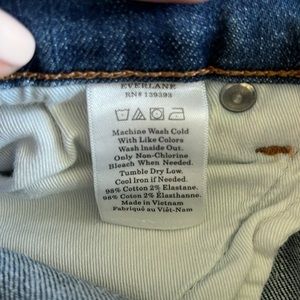 EVERLANE
RN# 139393
Machine Wash Cold
With Like Colors
Wash Inside Out.
Only Non-Chlorine
Bleach When Needed.
Tumble Dry Low.
Cool Iron if Needed.
98% Cotton 2% Elastane.
98% Coton 2% Élasthanne.
Made in Vietnam
Fabriqué au Viêt-Nam